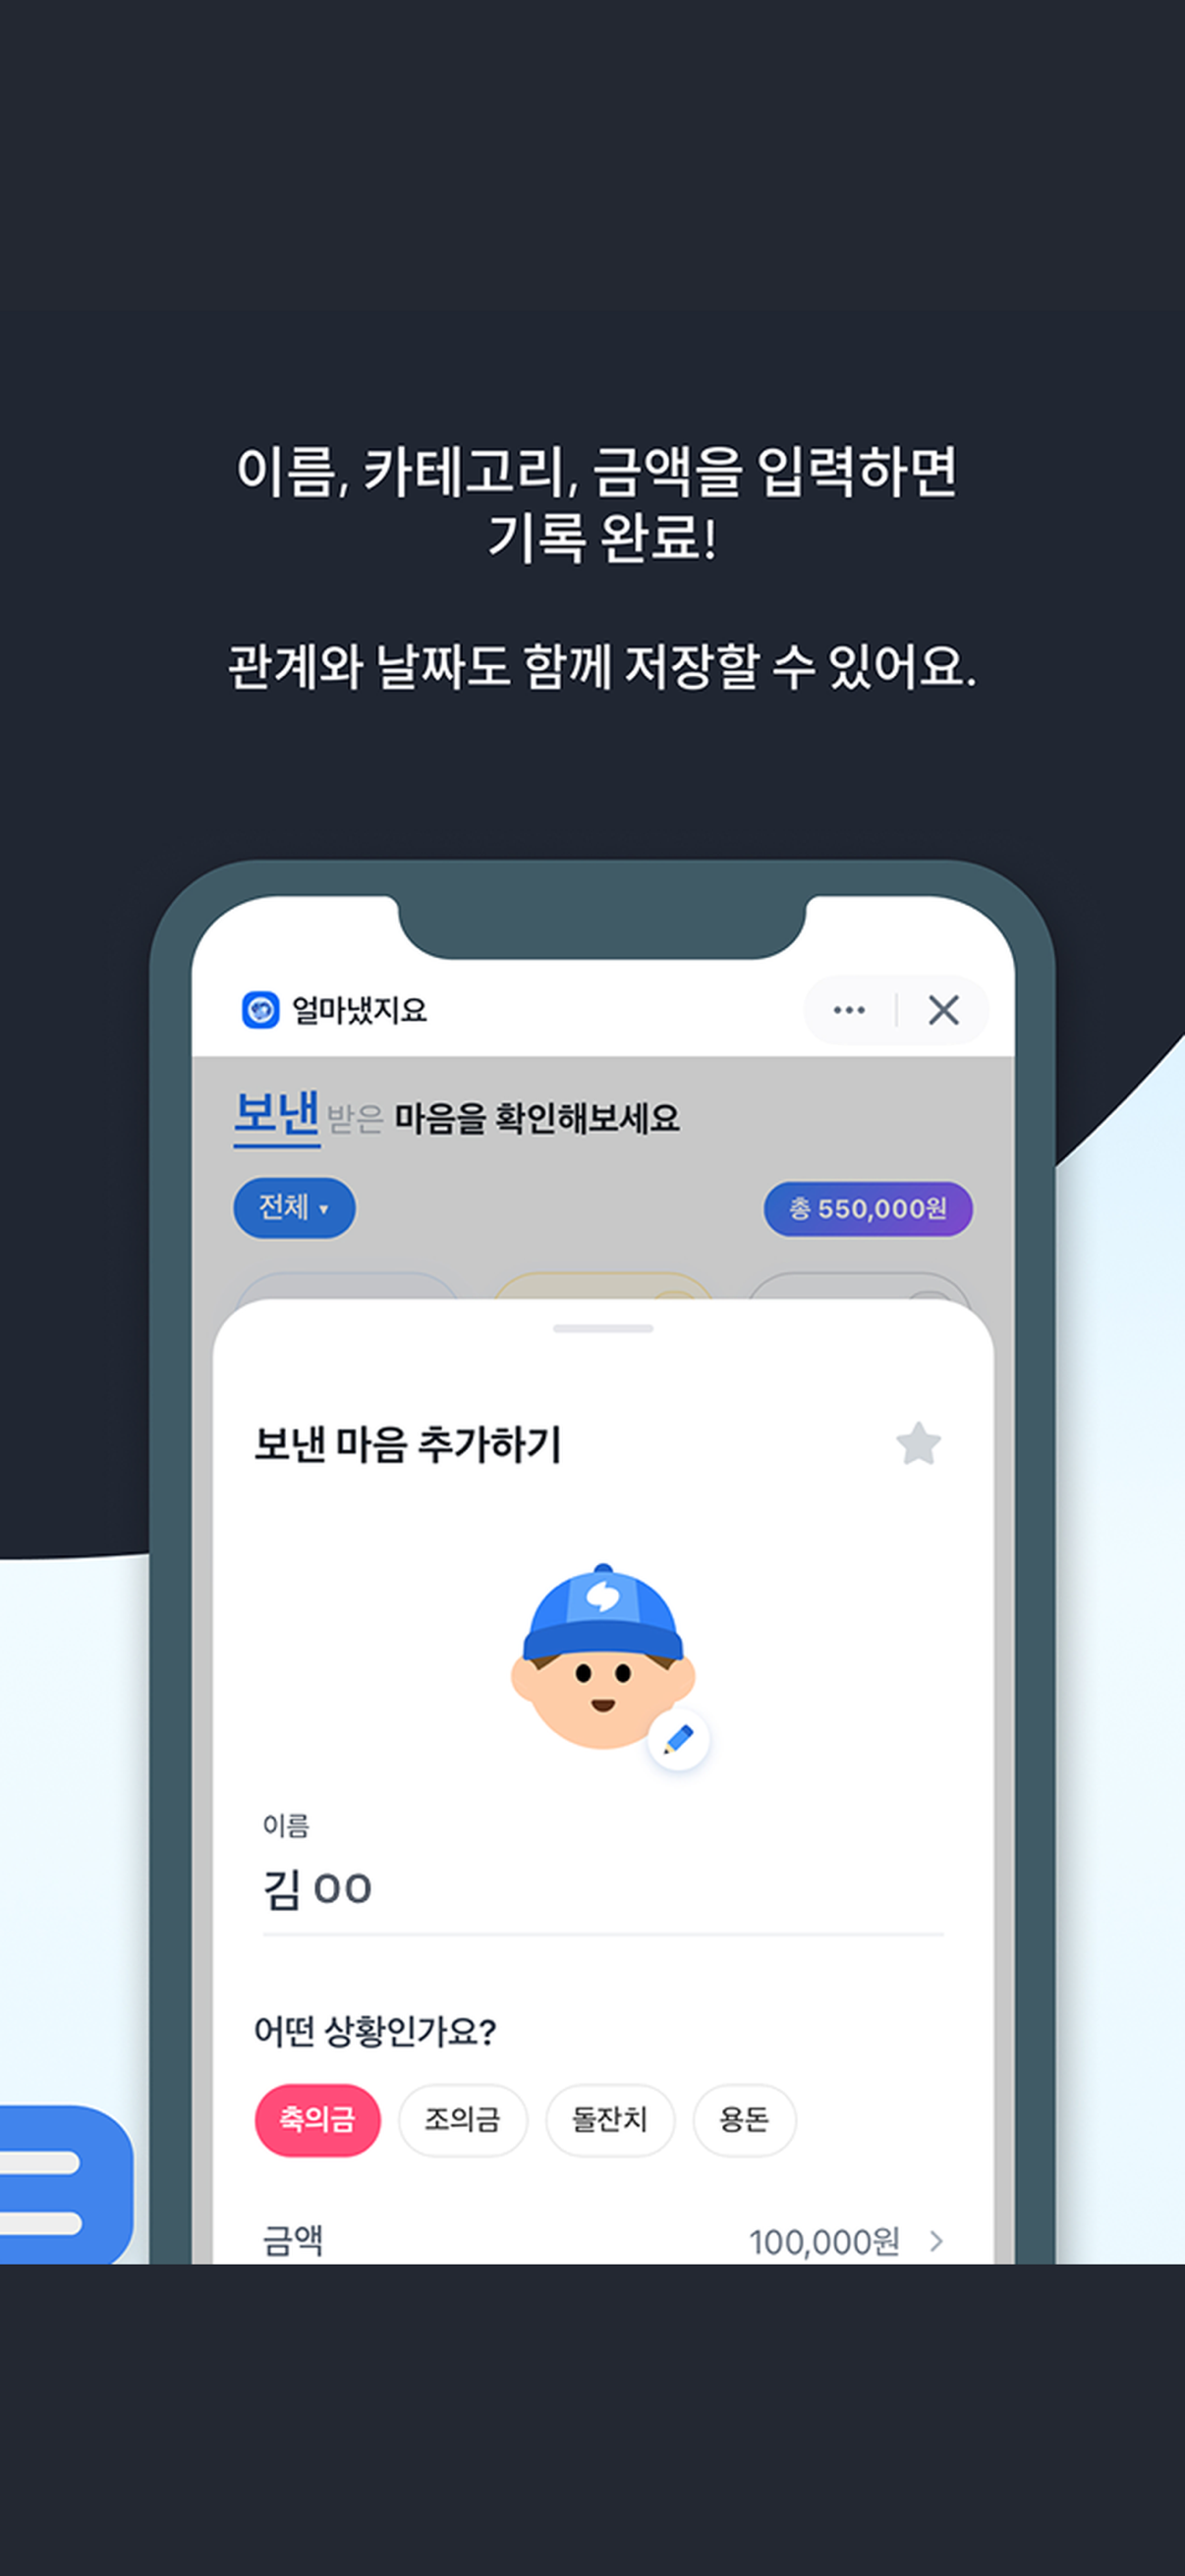 이름, 카테고리, 금액을 입력하면
기록 완료!
관계와 날짜도 함께 저장할 수 있어요.
얼마냈지요
보낸 받은 마음을 확인해보세요
전체 ▾ 총 550,000원
보낸 마음 추가하기
이름
김 OO
어떤 상황인가요?
축의금 조의금 돌잔치 용돈
금액 100,000원